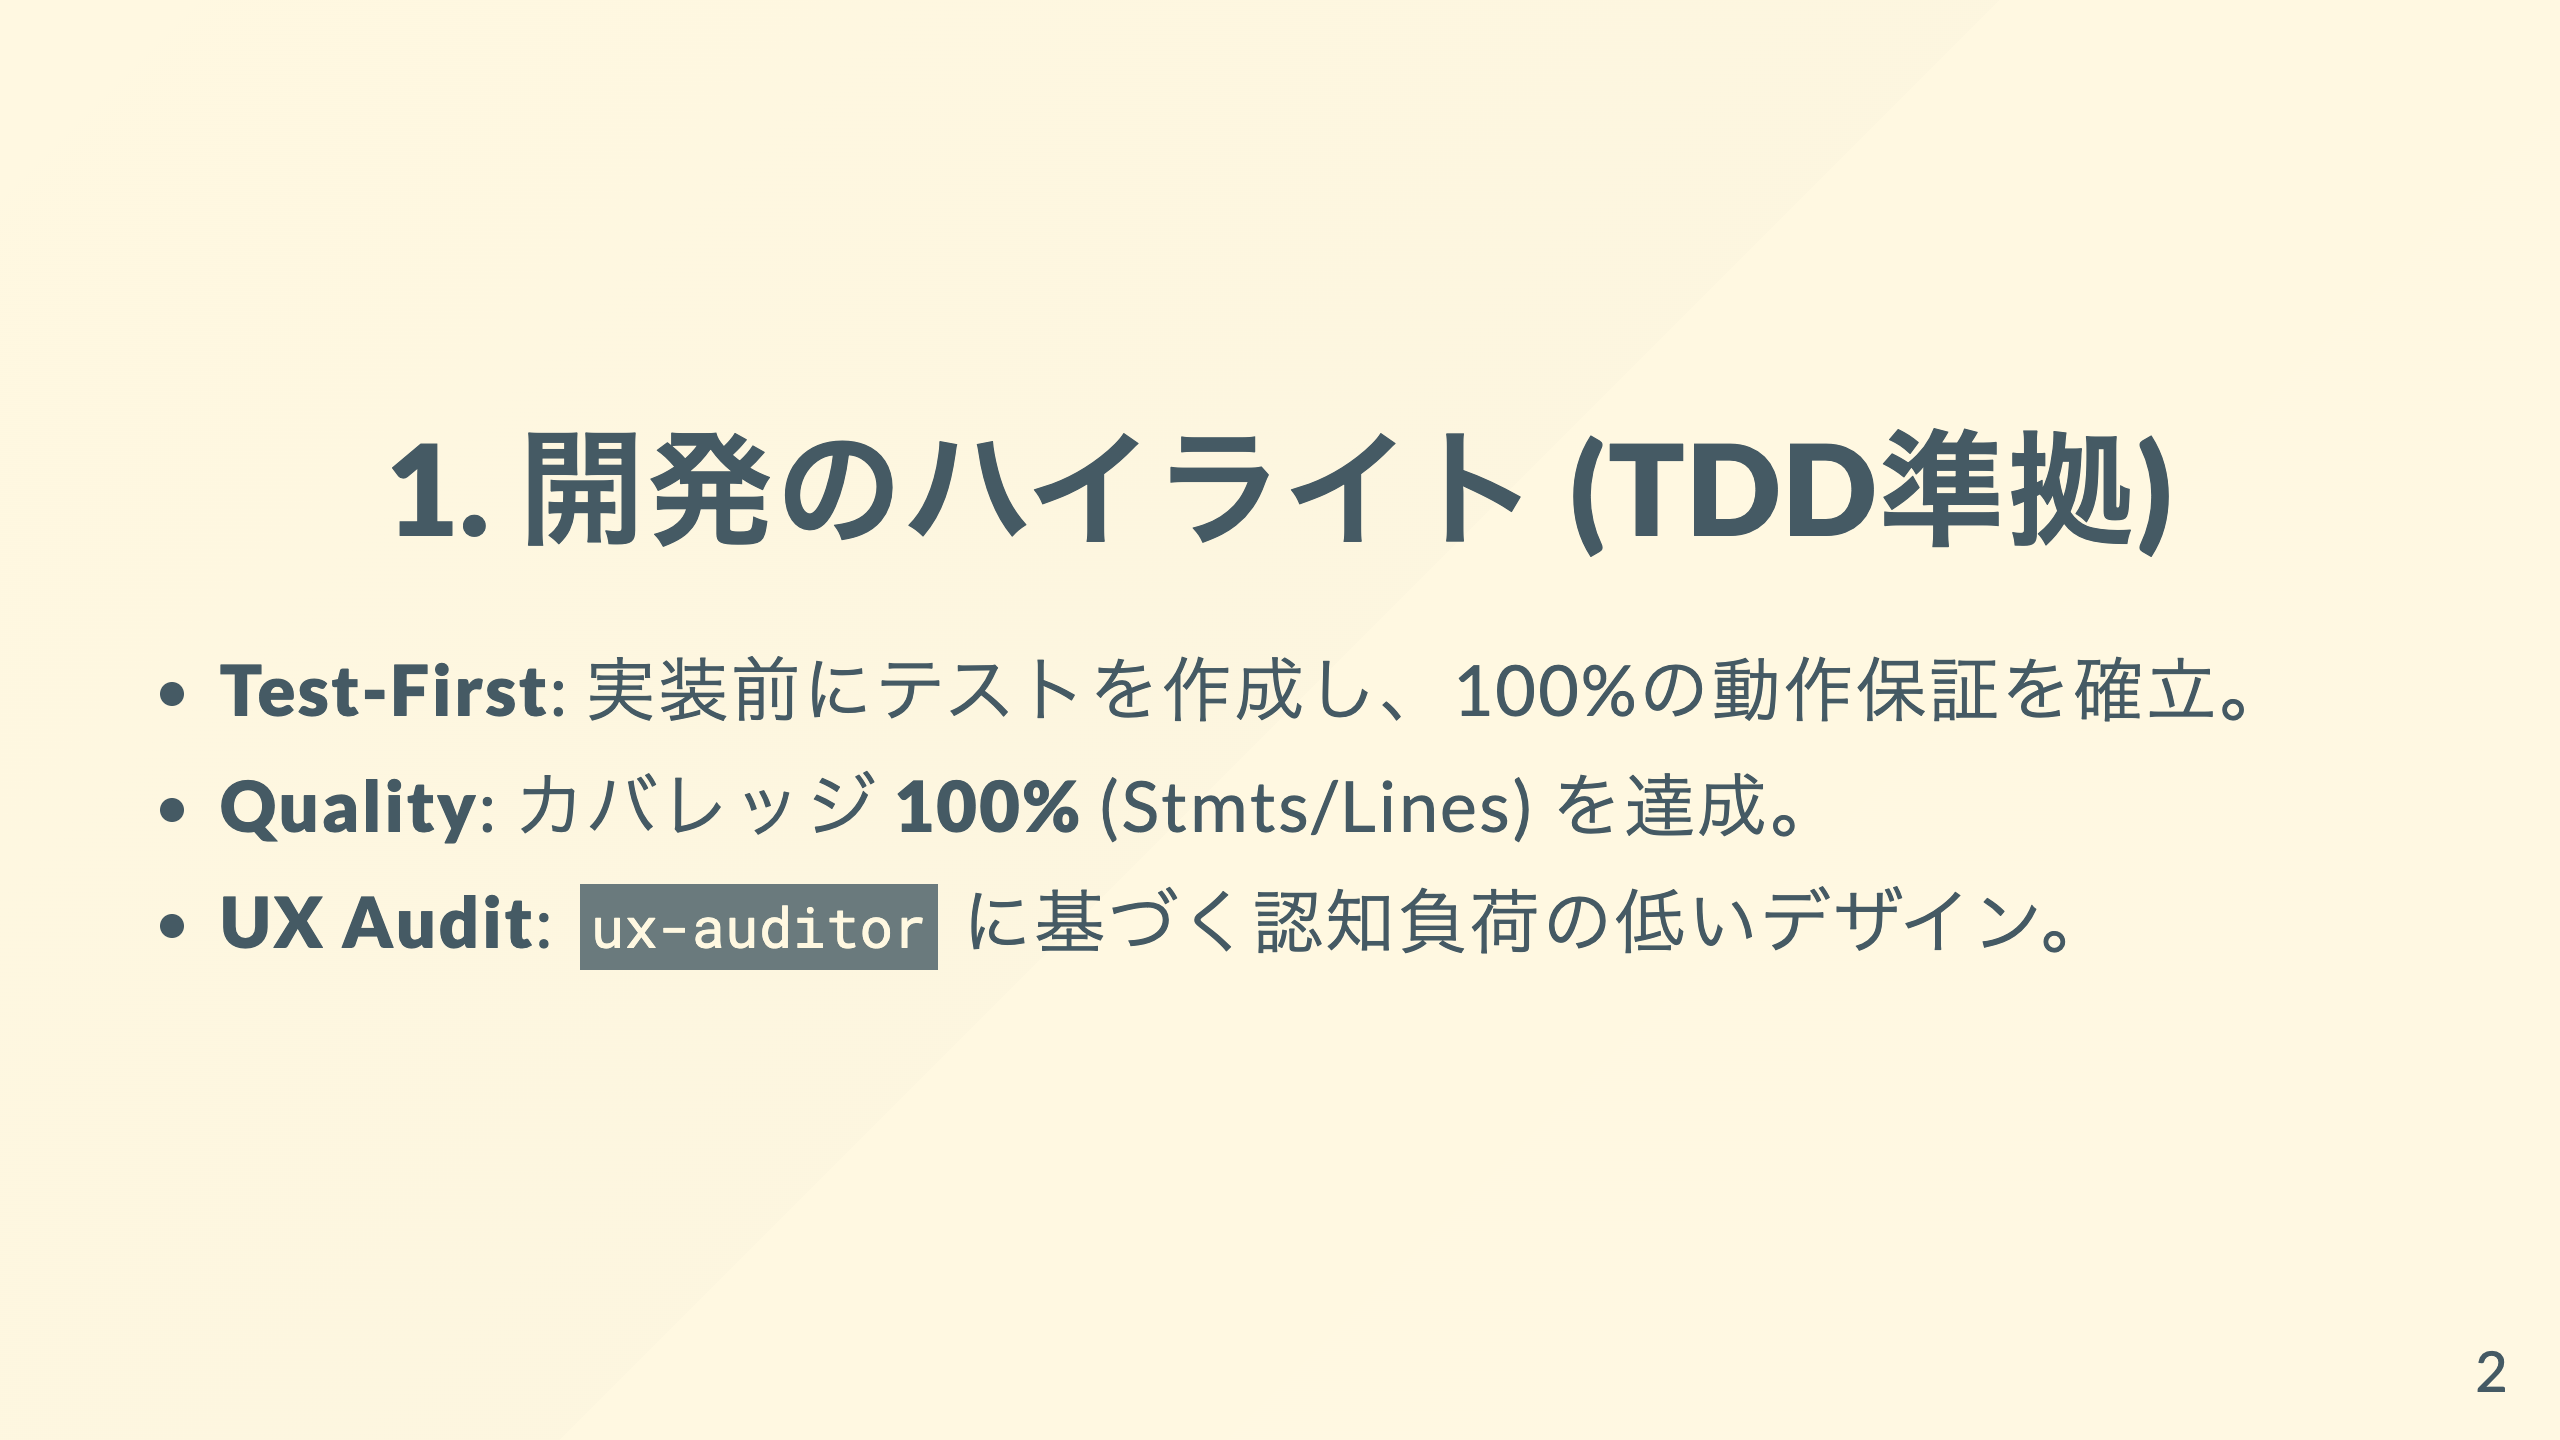 1. 開発のハイライト (TDD準拠)
• Test-First: 実装前にテストを作成し、100%の動作保証を確立。
• Quality: カバレッジ 100% (Stmts/Lines) を達成。
• UX Audit: ux-auditor に基づく認知負荷の低いデザイン。
2